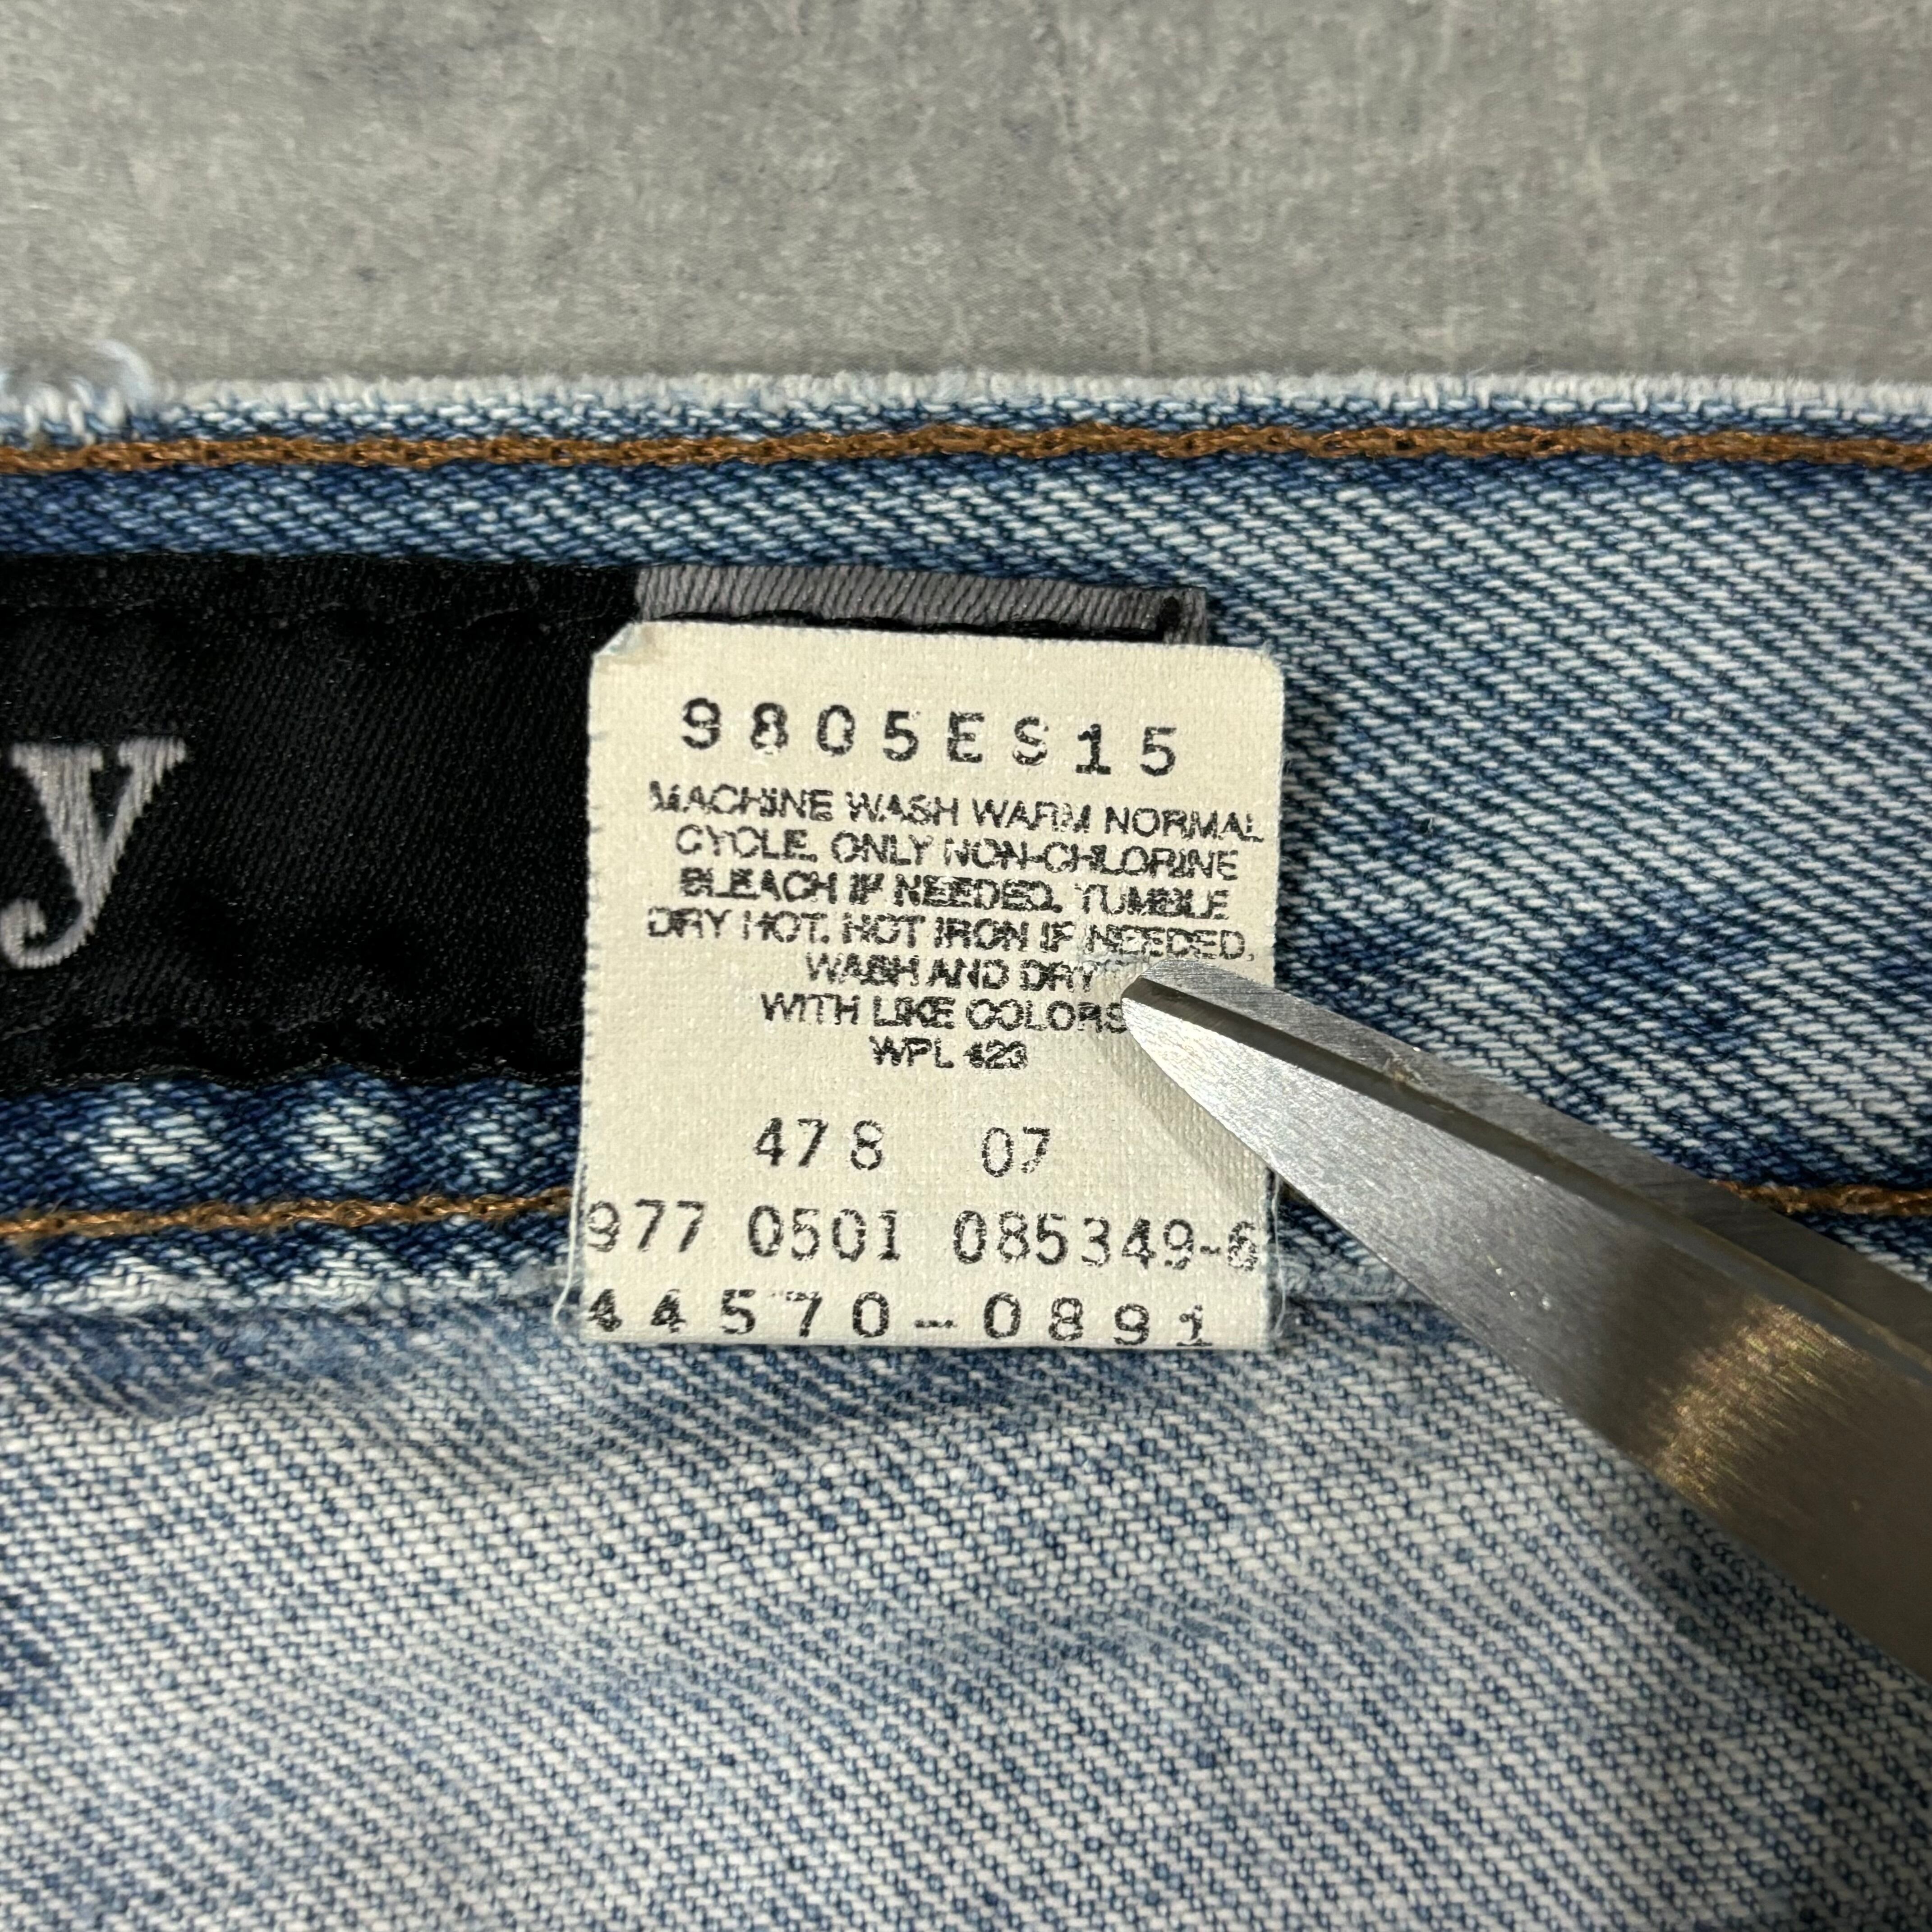 y
9805ES15
MACHINE WASH WARM NORMAL
CYCLE. ONLY NON-CHLORINE
BLEACH IF NEEDED. TUMBLE
DRY HOT. HOT IRON IF NEEDED.
WASH AND DRY
WITH LIKE COLORS
WPL 423
478 07
977 0501 085349-6
44570-0891